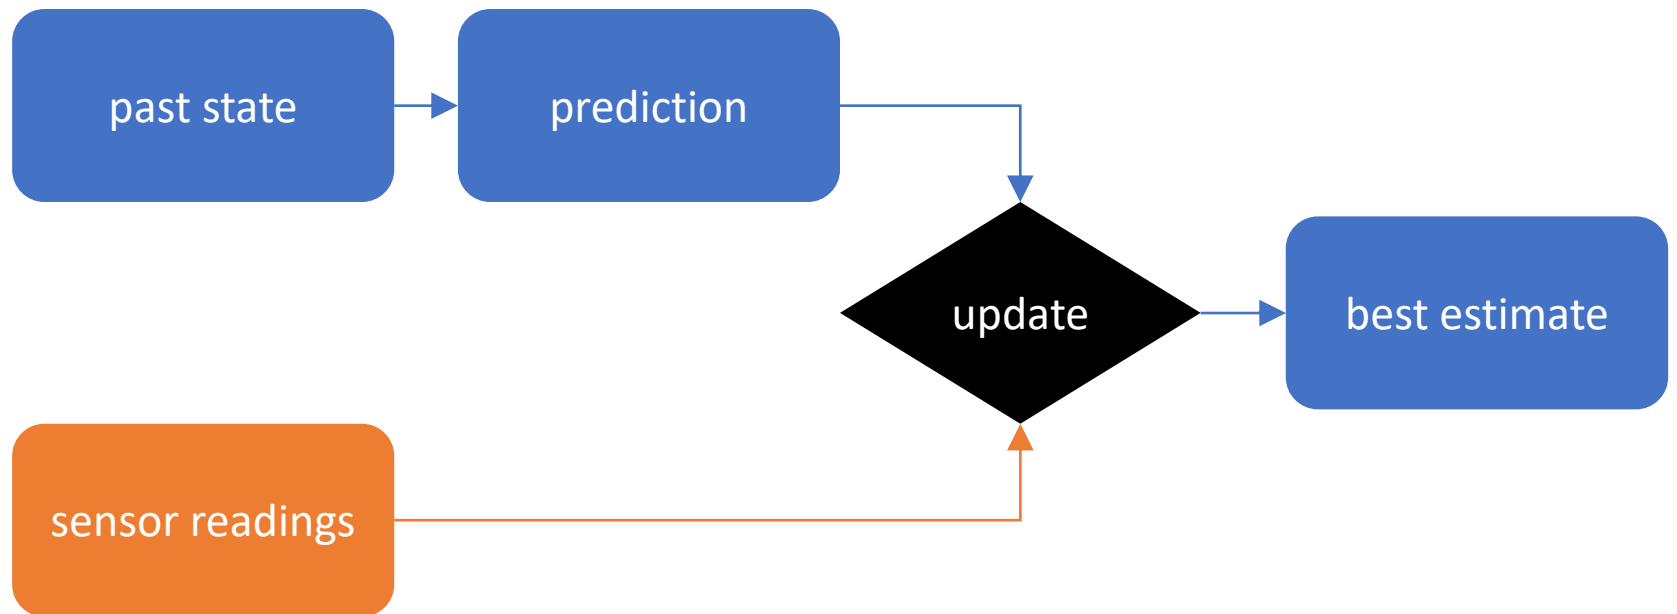 past state
prediction
update
best estimate
sensor readings